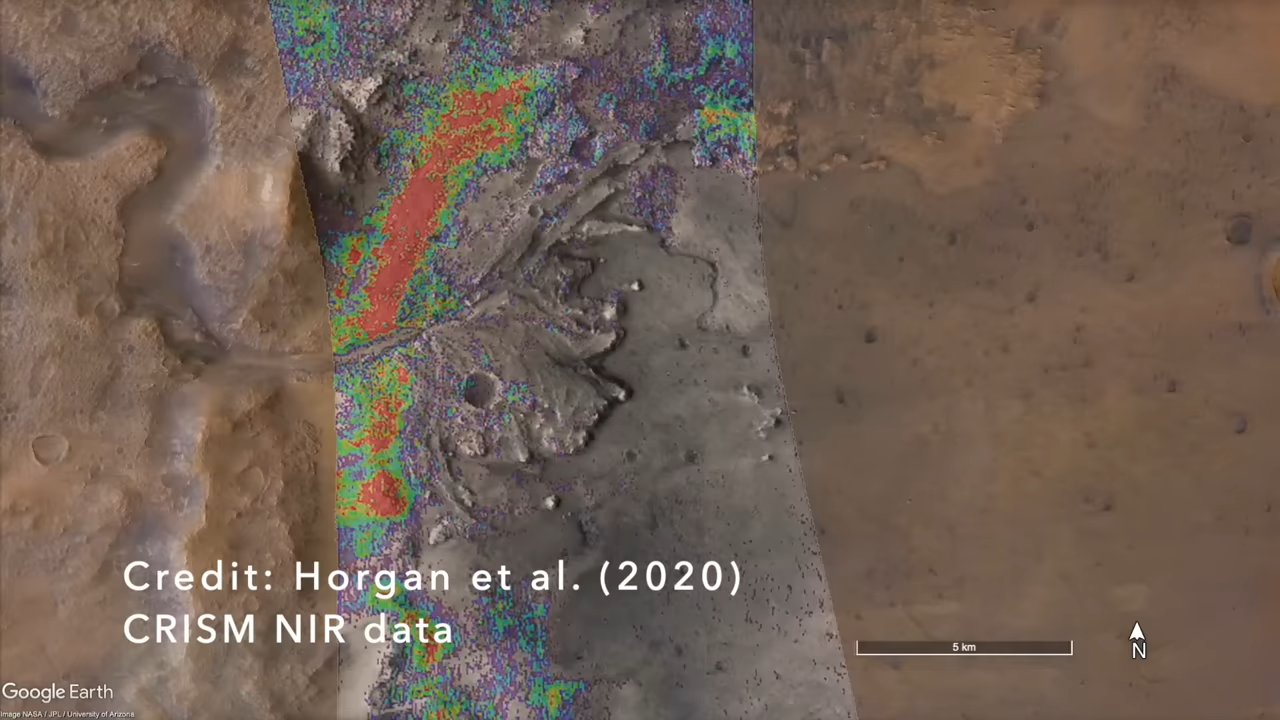 Credit: Horgan et al. (2020)
CRISM NIR data
5 km
N
Google Earth
Image NASA / JPL / University of Arizona